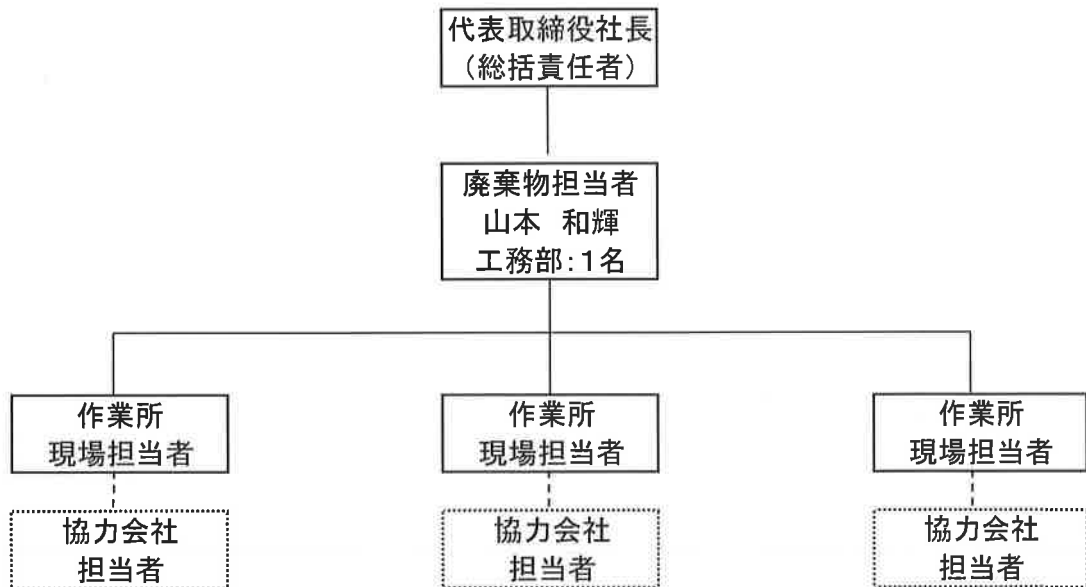 代表取締役社長
（総括責任者）
廃棄物担当者
山本　和輝
工務部：１名
作業所
現場担当者
作業所
現場担当者
作業所
現場担当者
協力会社
担当者
協力会社
担当者
協力会社
担当者